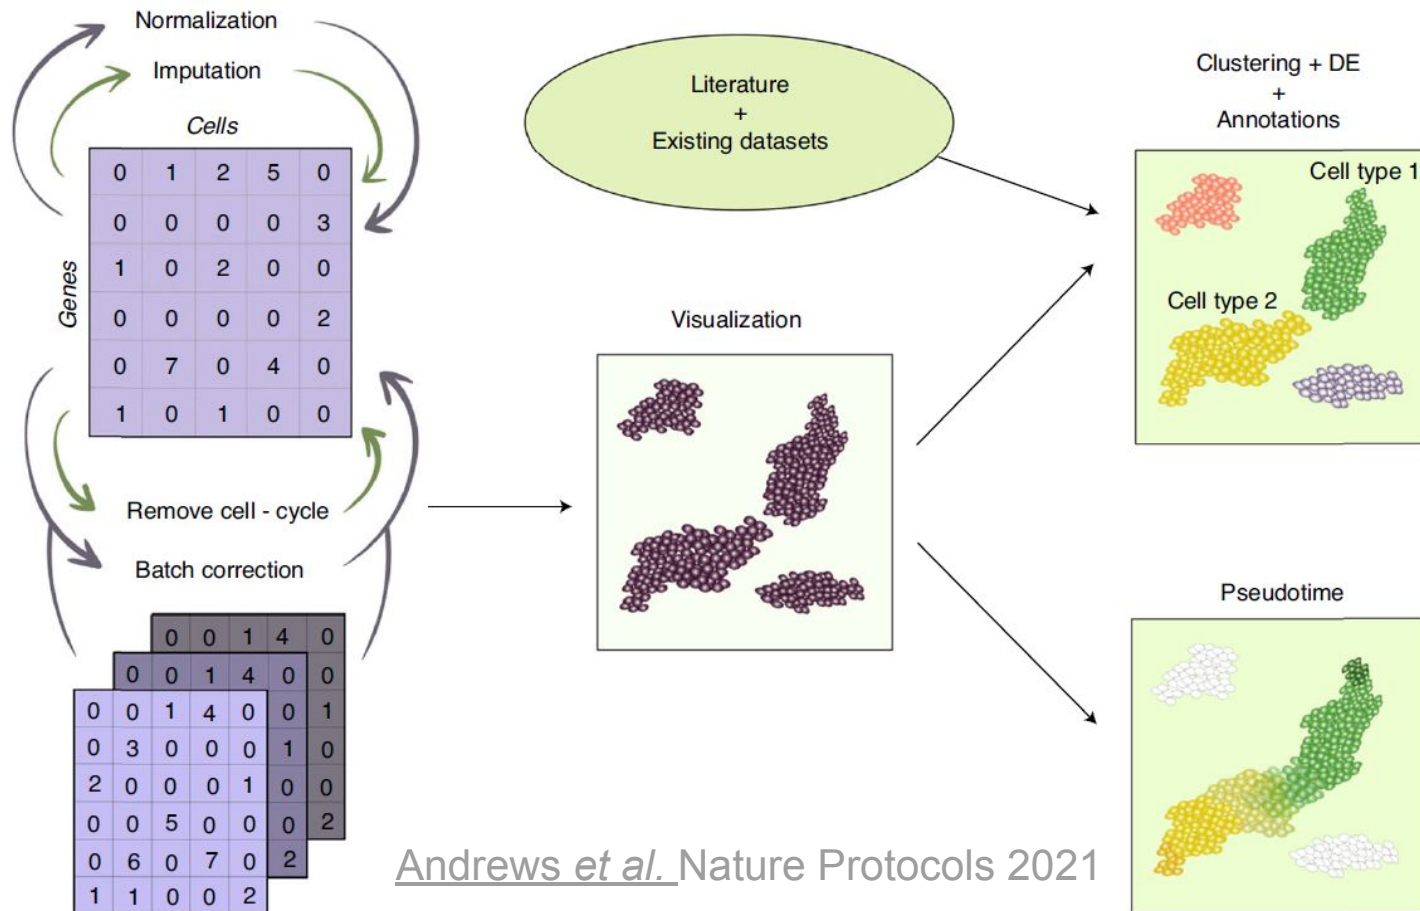 Normalization
Imputation
Cells
Genes
0 1 2 5 0
0 0 0 0 3
1 0 2 0 0
0 0 0 0 2
0 7 0 4 0
1 0 1 0 0
Remove cell - cycle
Batch correction
0 0 1 4 0
0 0 1 4 0 0
0 0 1 4 0 0 1
0 3 0 0 0 1 0
2 0 0 0 1 0 0
0 0 5 0 0 0 2
0 6 0 7 0 2
1 1 0 0 2
Literature
+
Existing datasets
Visualization
Clustering + DE
+
Annotations
Cell type 1
Cell type 2
Pseudotime
Andrews et al. Nature Protocols 2021